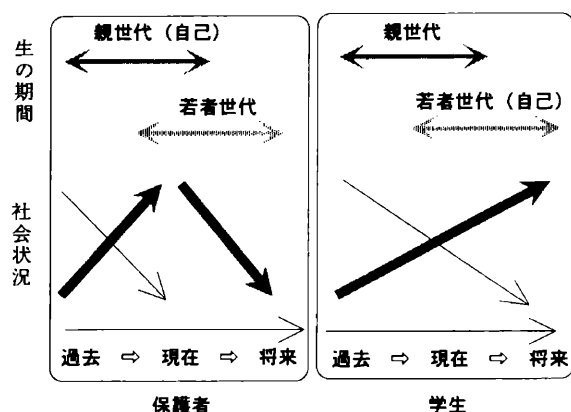 生の期間
親世代（自己）
若者世代
親世代
若者世代（自己）
社会状況
過去 ⇨ 現在 ⇨ 将来
過去 ⇨ 現在 ⇨ 将来
保護者
学生